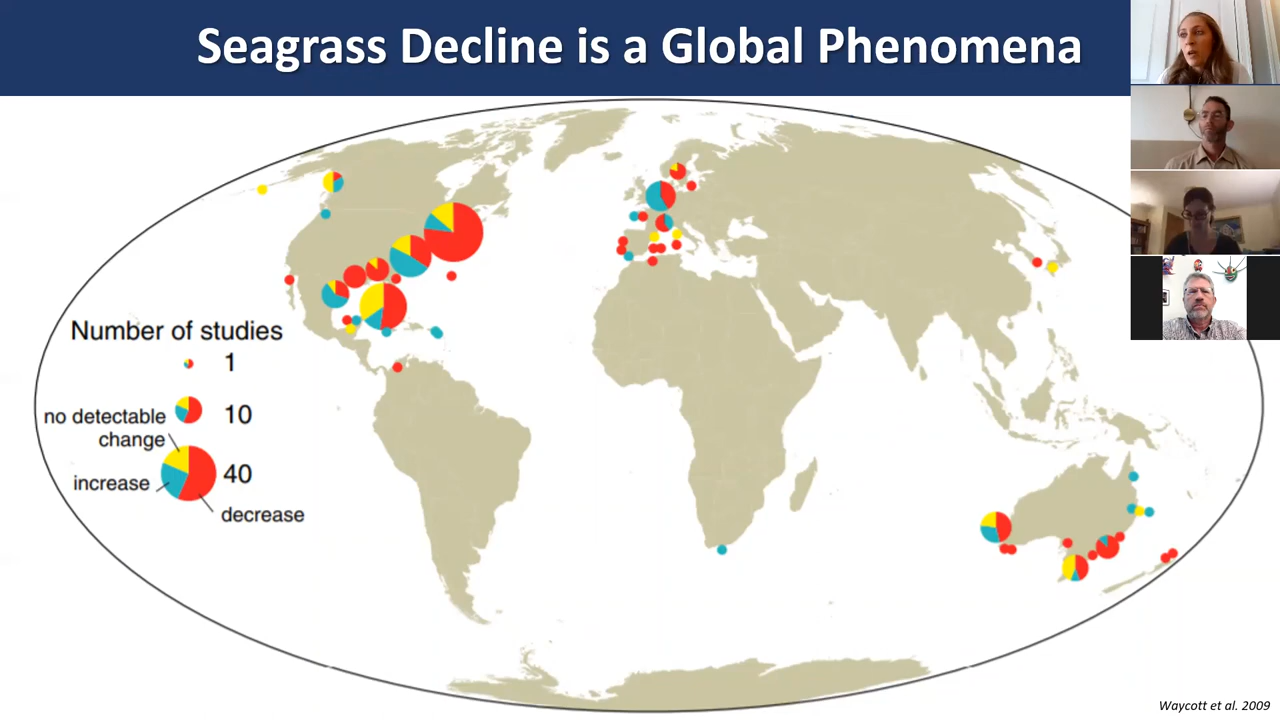 Seagrass Decline is a Global Phenomena
Number of studies
1
no detectable
change
10
increase
40
decrease
Waycott et al. 2009